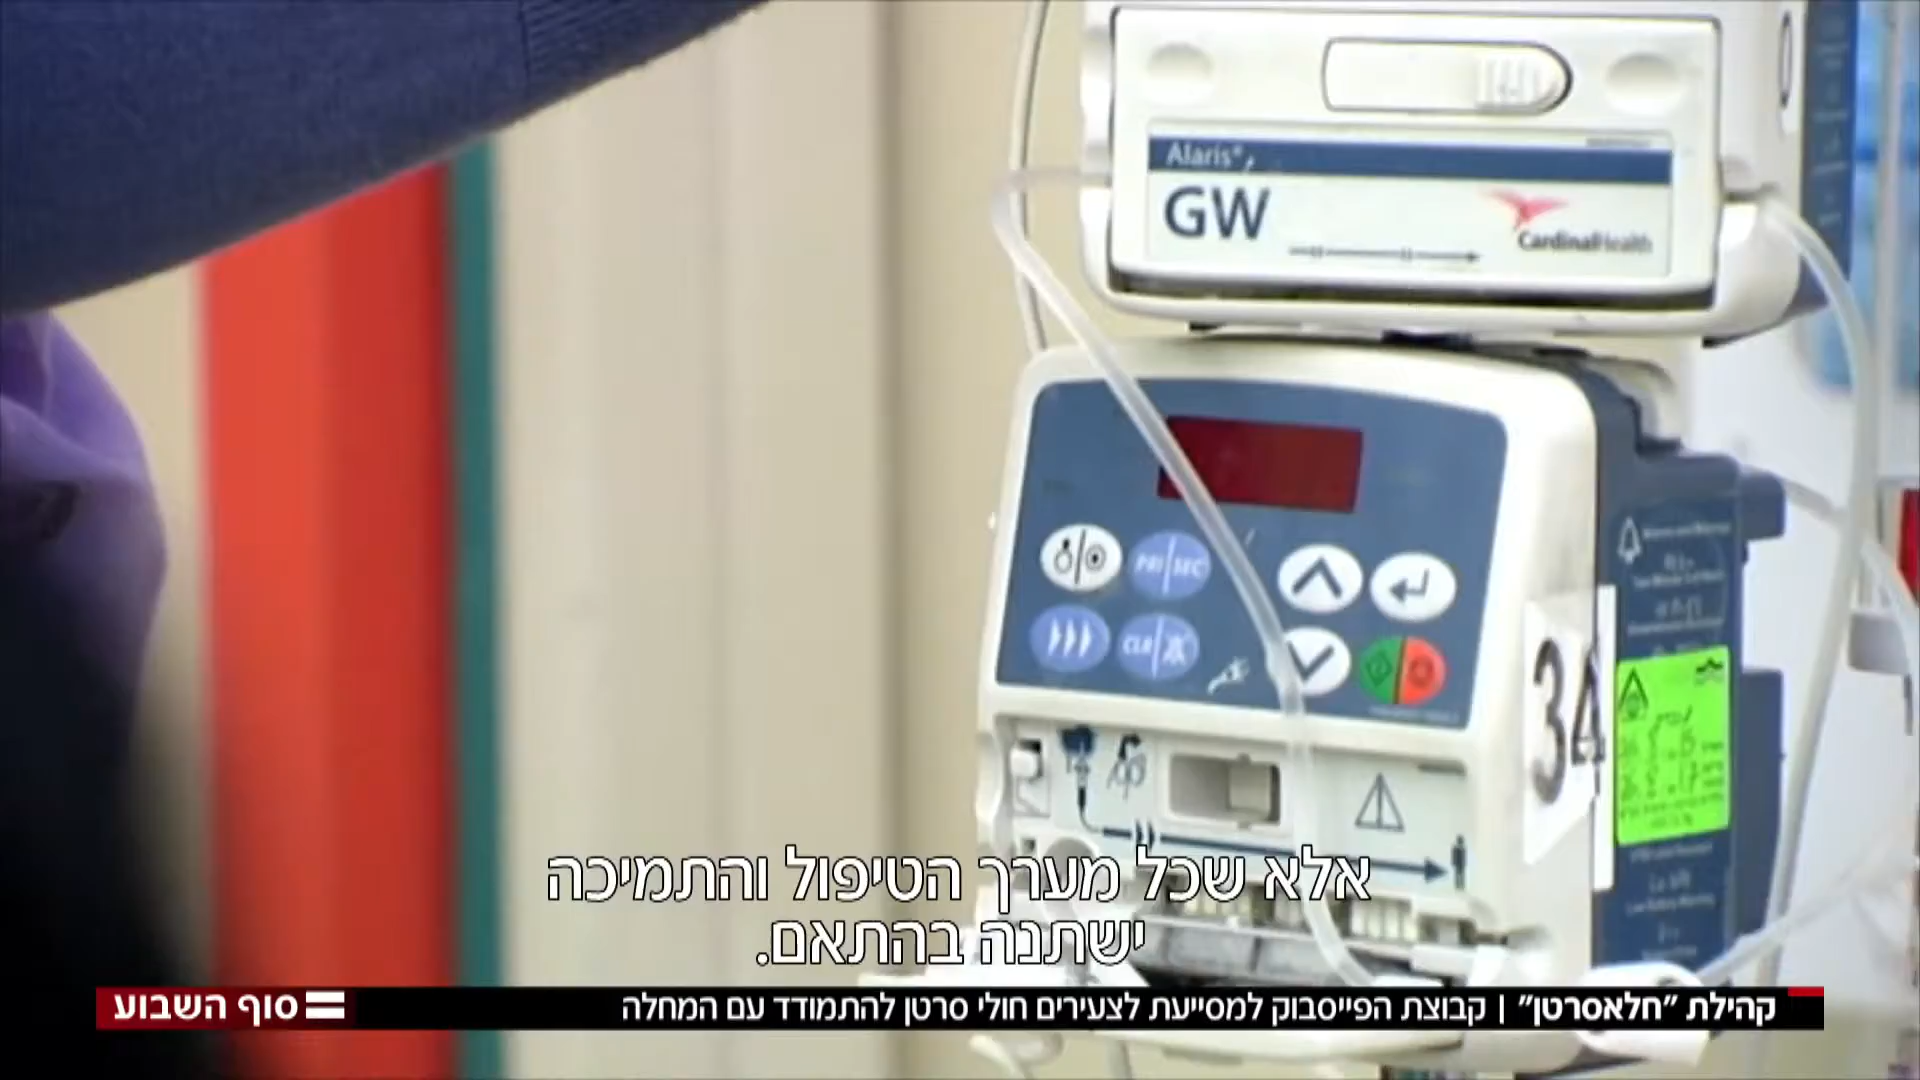 Alaris®
GW
CardinalHealth
PRI/SEC
CLR
34
אלא שכל מערך הטיפול והתמיכה
ישתנה בהתאם.
קהילת "חלאסרטן" | קבוצת הפייסבוק למסייעת לצעירים חולי סרטן להתמודד עם המחלה
סוף השבוע